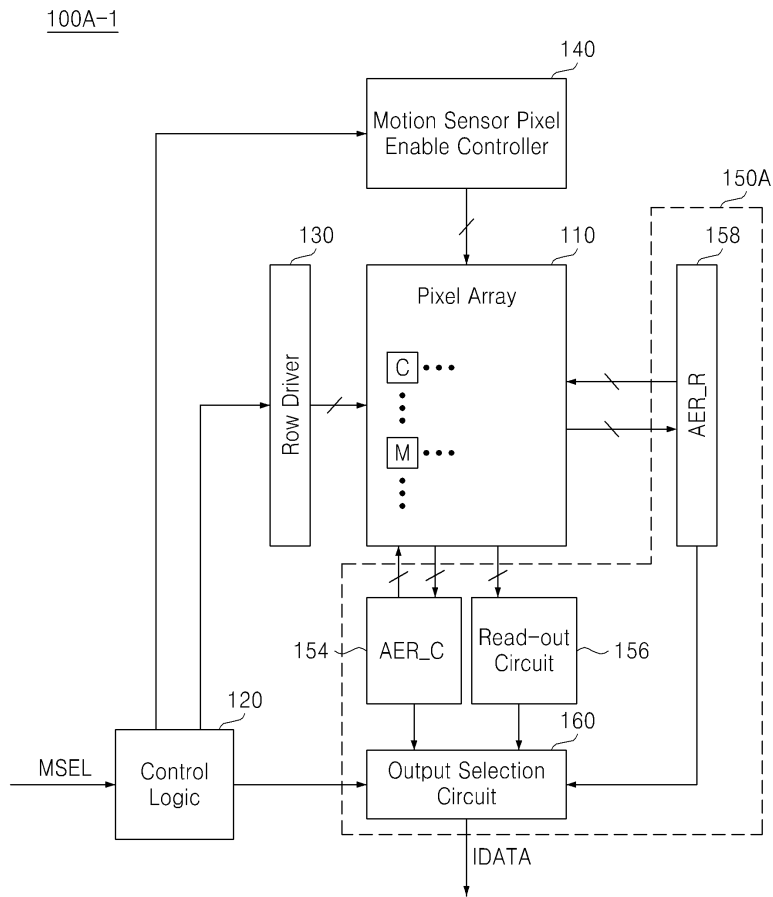 100A-1
140
Motion Sensor Pixel
Enable Controller
150A
130
110
158
Pixel Array
Row Driver
C
AER_R
M
154
AER_C
Read-out
Circuit
156
120
160
MSEL
Control
Logic
Output Selection
Circuit
IDATA